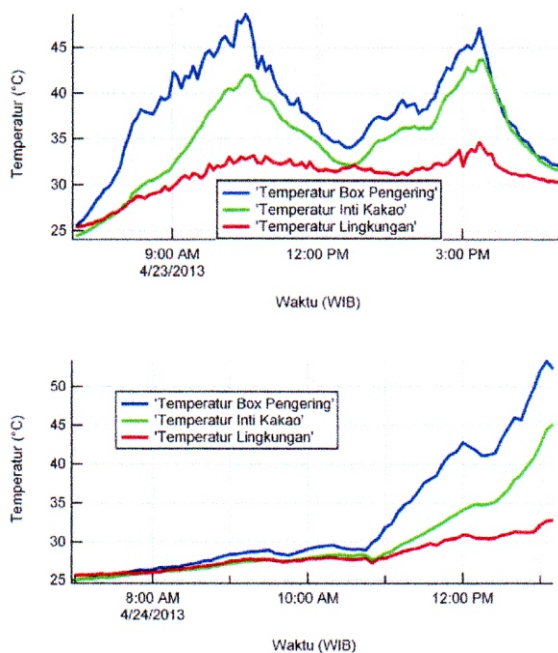 45
40
35
30
25
Temperatur (°C)
'Temperatur Box Pengering'
'Temperatur Inti Kakao'
'Temperatur Lingkungan'
9:00 AM
12:00 PM
3:00 PM
4/23/2013
Waktu (WIB)
50
45
40
35
30
25
Temperatur (°C)
'Temperatur Box Pengering'
'Temperatur Inti Kakao'
'Temperatur Lingkungan'
8:00 AM
10:00 AM
12:00 PM
4/24/2013
Waktu (WIB)